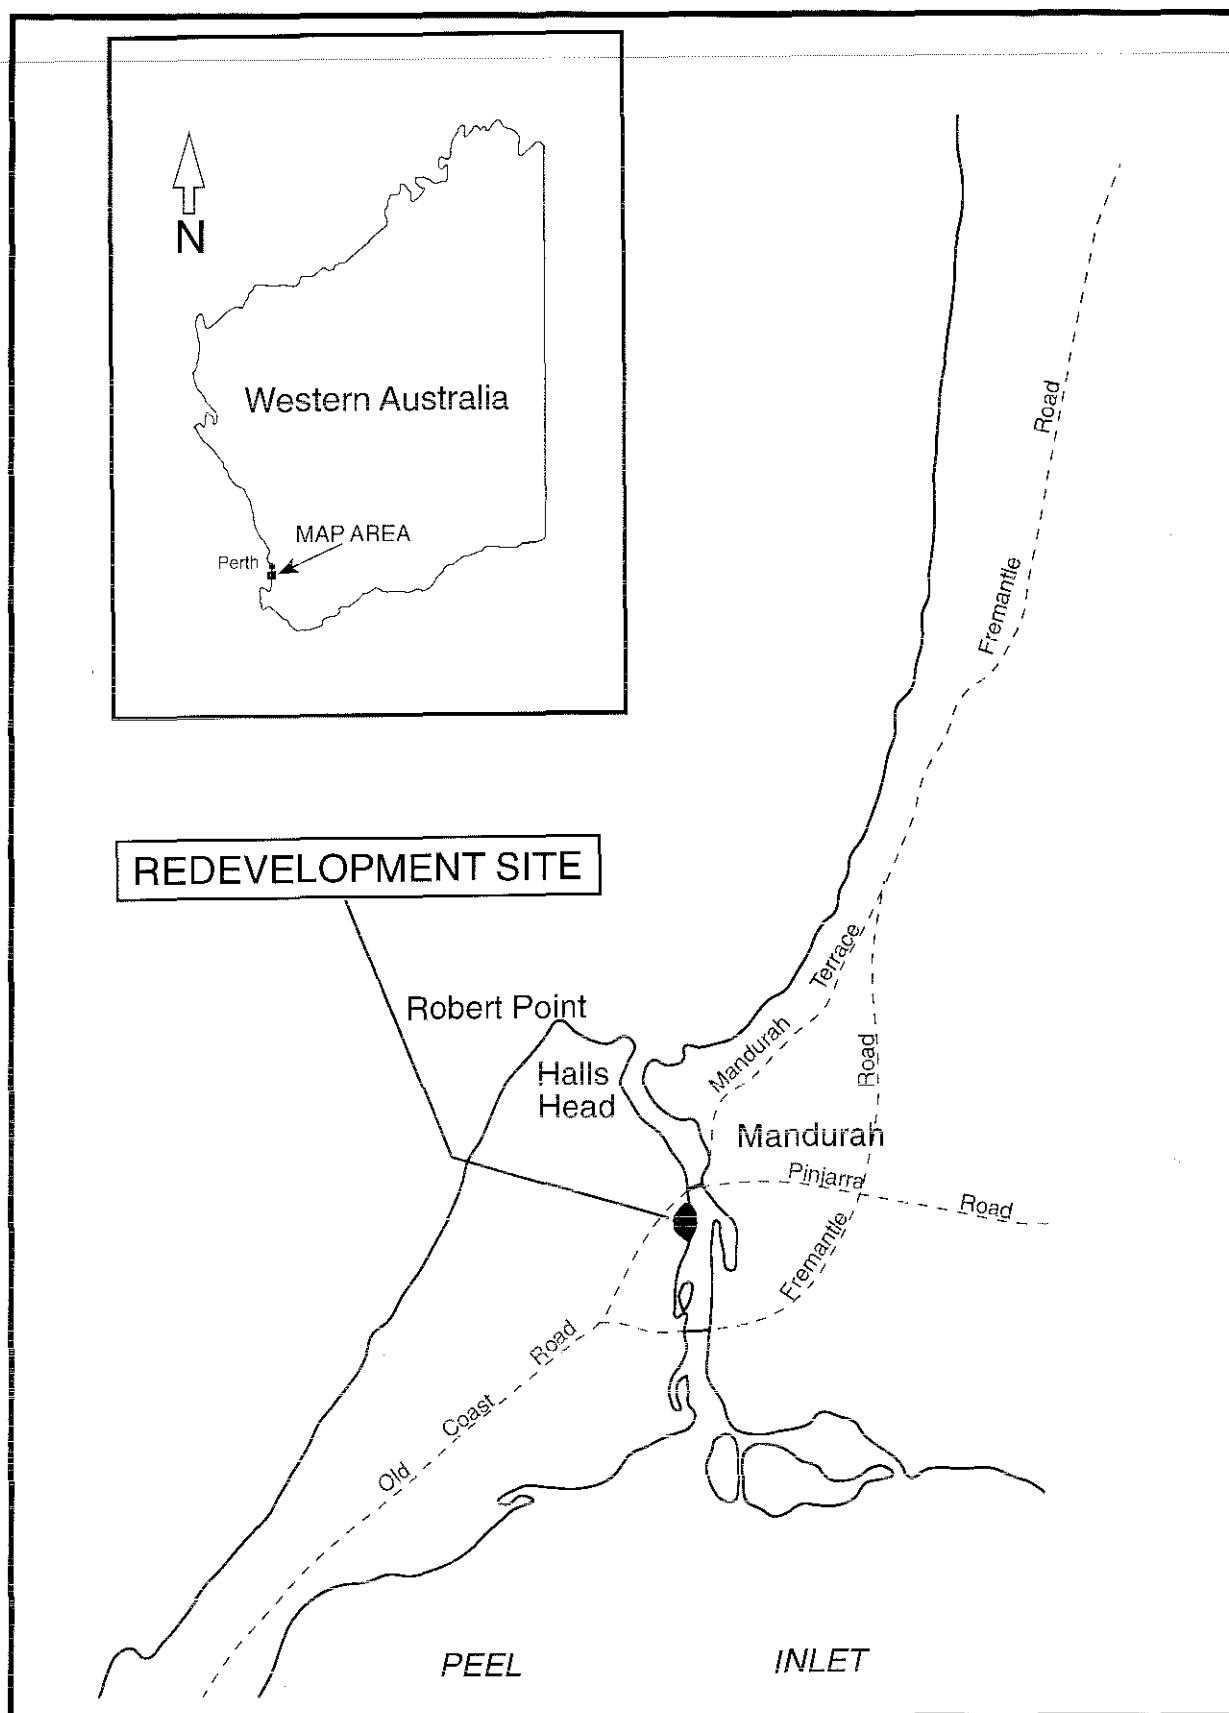 N
Western Australia
MAP AREA
Perth
Road
Fremantle
REDEVELOPMENT SITE
Terrace
Robert Point
Mandurah
Road
Halls
Head
Mandurah
Pinjarra
Road
Fremantle
Road
Coast
Old
PEEL INLET